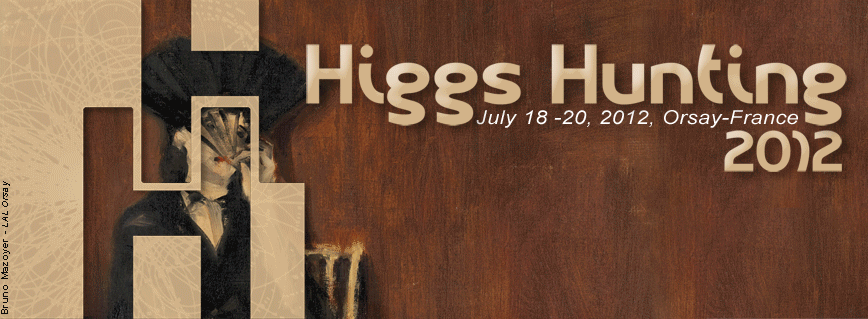 Higgs Hunting
July 18 -20, 2012, Orsay-France
2012
Bruno Mazoyer - LAL Orsay